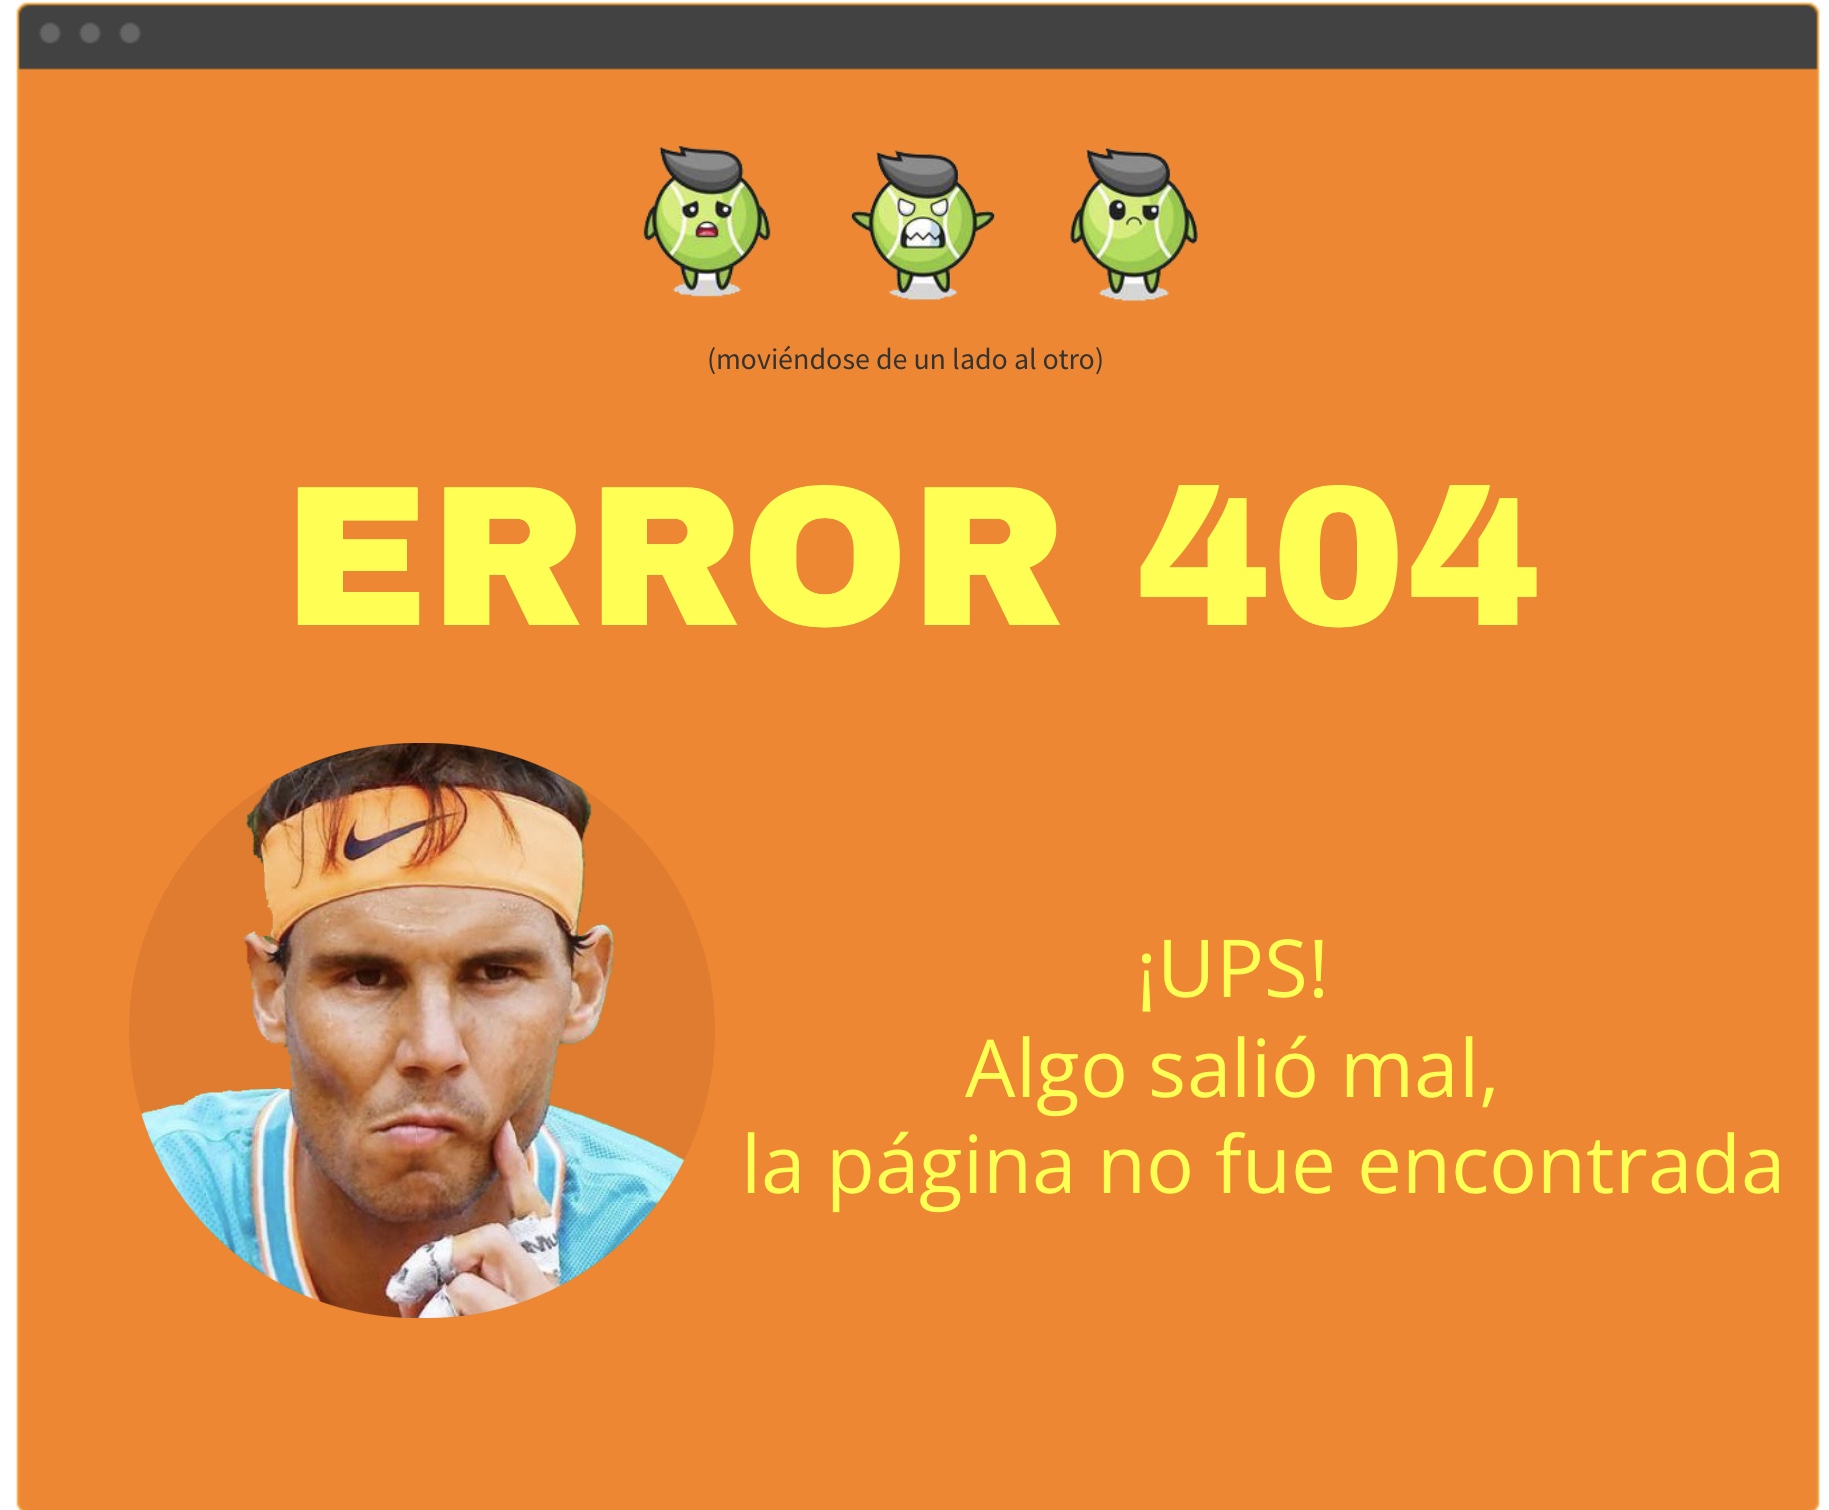 (moviéndose de un lado al otro)
ERROR 404
¡UPS!
Algo salió mal,
la página no fue encontrada